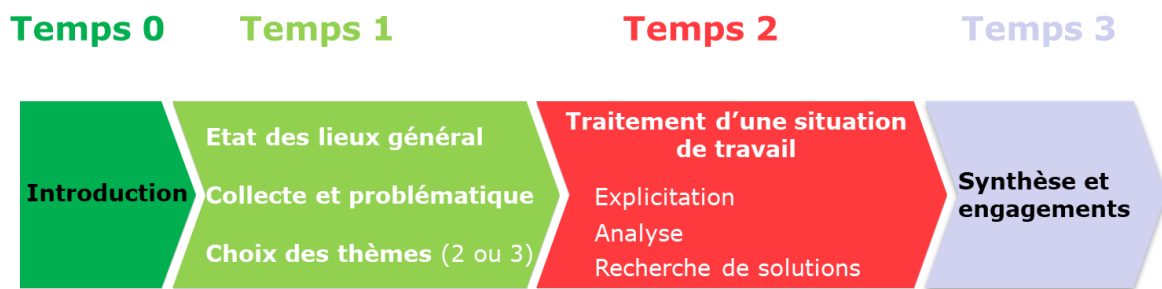 Temps 0
Temps 1
Temps 2
Temps 3
Introduction
Etat des lieux général
Collecte et problématique
Choix des thèmes (2 ou 3)
Traitement d’une situation
de travail
Explicitation
Analyse
Recherche de solutions
Synthèse et
engagements